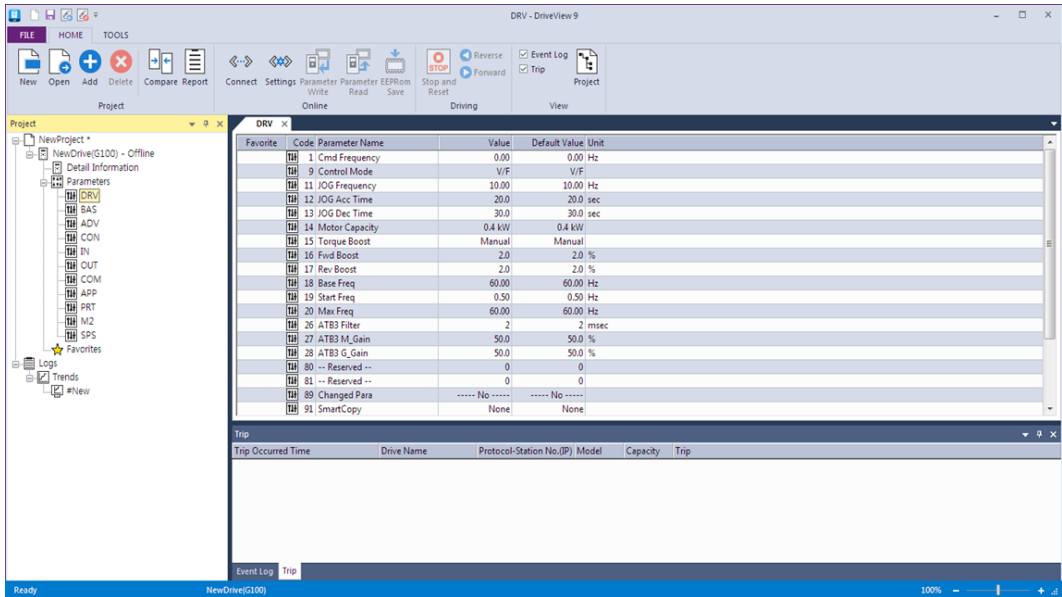 DRV - DriveView 9
FILE HOME TOOLS
New Open Add Delete Compare Report
Project
Connect Settings Parameter Write Parameter Read EEPRom Save
Online
STOP
Stop and Reset
Reverse
Forward
Driving
Event Log
Trip
Project
View
Project
NewProject *
NewDrive(G100) - Offline
Detail Information
Parameters
DRV
BAS
ADV
CON
IN
OUT
COM
APP
PRT
M2
SPS
Favorites
Logs
Trends
#New
DRV
Favorite Code Parameter Name Value Default Value Unit
1 Cmd Frequency 0.00 0.00 Hz
9 Control Mode V/F V/F
11 JOG Frequency 10.00 10.00 Hz
12 JOG Acc Time 20.0 20.0 sec
13 JOG Dec Time 30.0 30.0 sec
14 Motor Capacity 0.4 kW 0.4 kW
15 Torque Boost Manual Manual
16 Fwd Boost 2.0 2.0 %
17 Rev Boost 2.0 2.0 %
18 Base Freq 60.00 60.00 Hz
19 Start Freq 0.50 0.50 Hz
20 Max Freq 60.00 60.00 Hz
26 ATB3 Filter 2 2 msec
27 ATB3 M_Gain 50.0 50.0 %
28 ATB3 G_Gain 50.0 50.0 %
80 -- Reserved -- 0 0
81 -- Reserved -- 0 0
89 Changed Para ----- No ----- ----- No -----
91 SmartCopy None None
Trip
Trip Occurred Time Drive Name Protocol-Station No.(IP) Model Capacity Trip
Event Log Trip
Ready NewDrive(G100) 100%